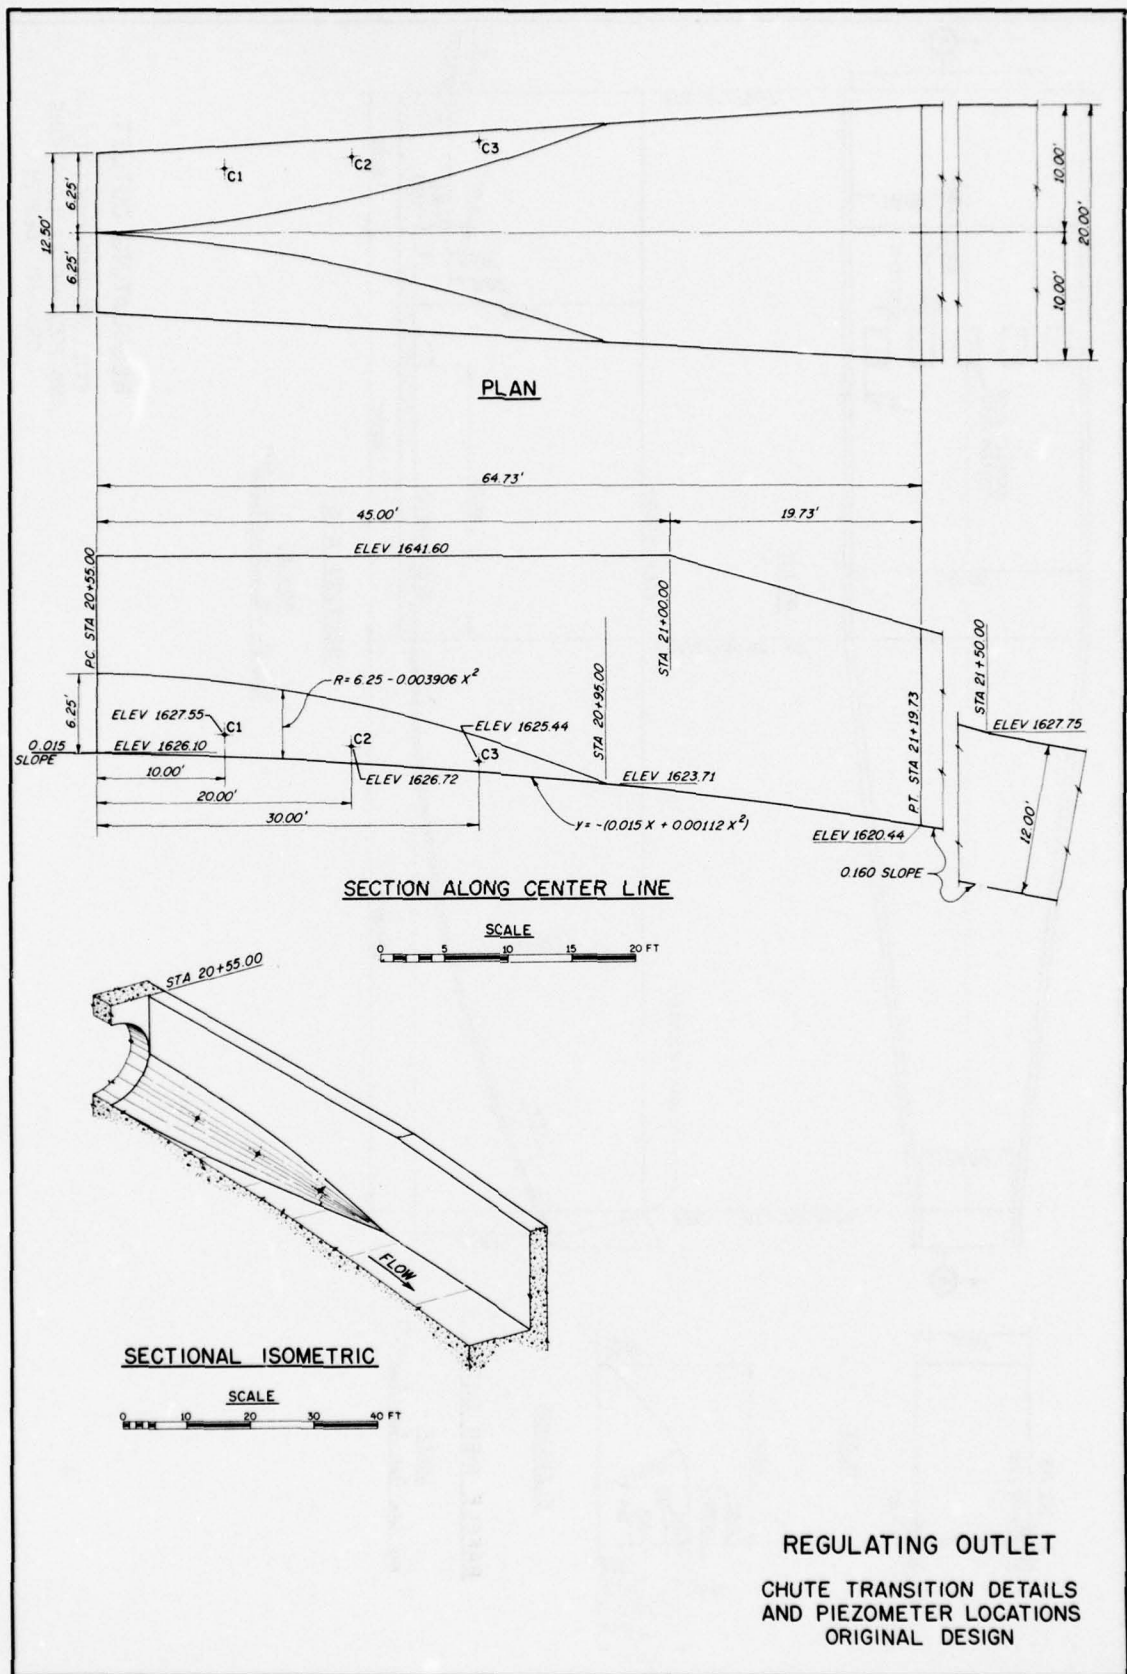 12.50'
6.25'
6.25'
C1
C2
C3
10.00'
10.00'
20.00'
PLAN
64.73'
45.00'
19.73'
ELEV 1641.60
P.C. STA 20+55.00
STA 21+00.00
STA 20+95.00
STA 21+50.00
P.T. STA 21+19.73
R= 6.25 - 0.003906 X²
6.25'
ELEV 1627.55
C1
ELEV 1625.44
C2
C3
ELEV 1627.75
0.015
SLOPE
ELEV 1626.10
ELEV 1626.72
ELEV 1623.71
10.00'
20.00'
30.00'
y= -(0.015 X + 0.00112 X²)
ELEV 1620.44
0.160 SLOPE
12.00'
SECTION ALONG CENTER LINE
SCALE
0 5 10 15 20 FT
STA 20+55.00
FLOW
SECTIONAL ISOMETRIC
SCALE
0 10 20 30 40 FT
REGULATING OUTLET
CHUTE TRANSITION DETAILS
AND PIEZOMETER LOCATIONS
ORIGINAL DESIGN